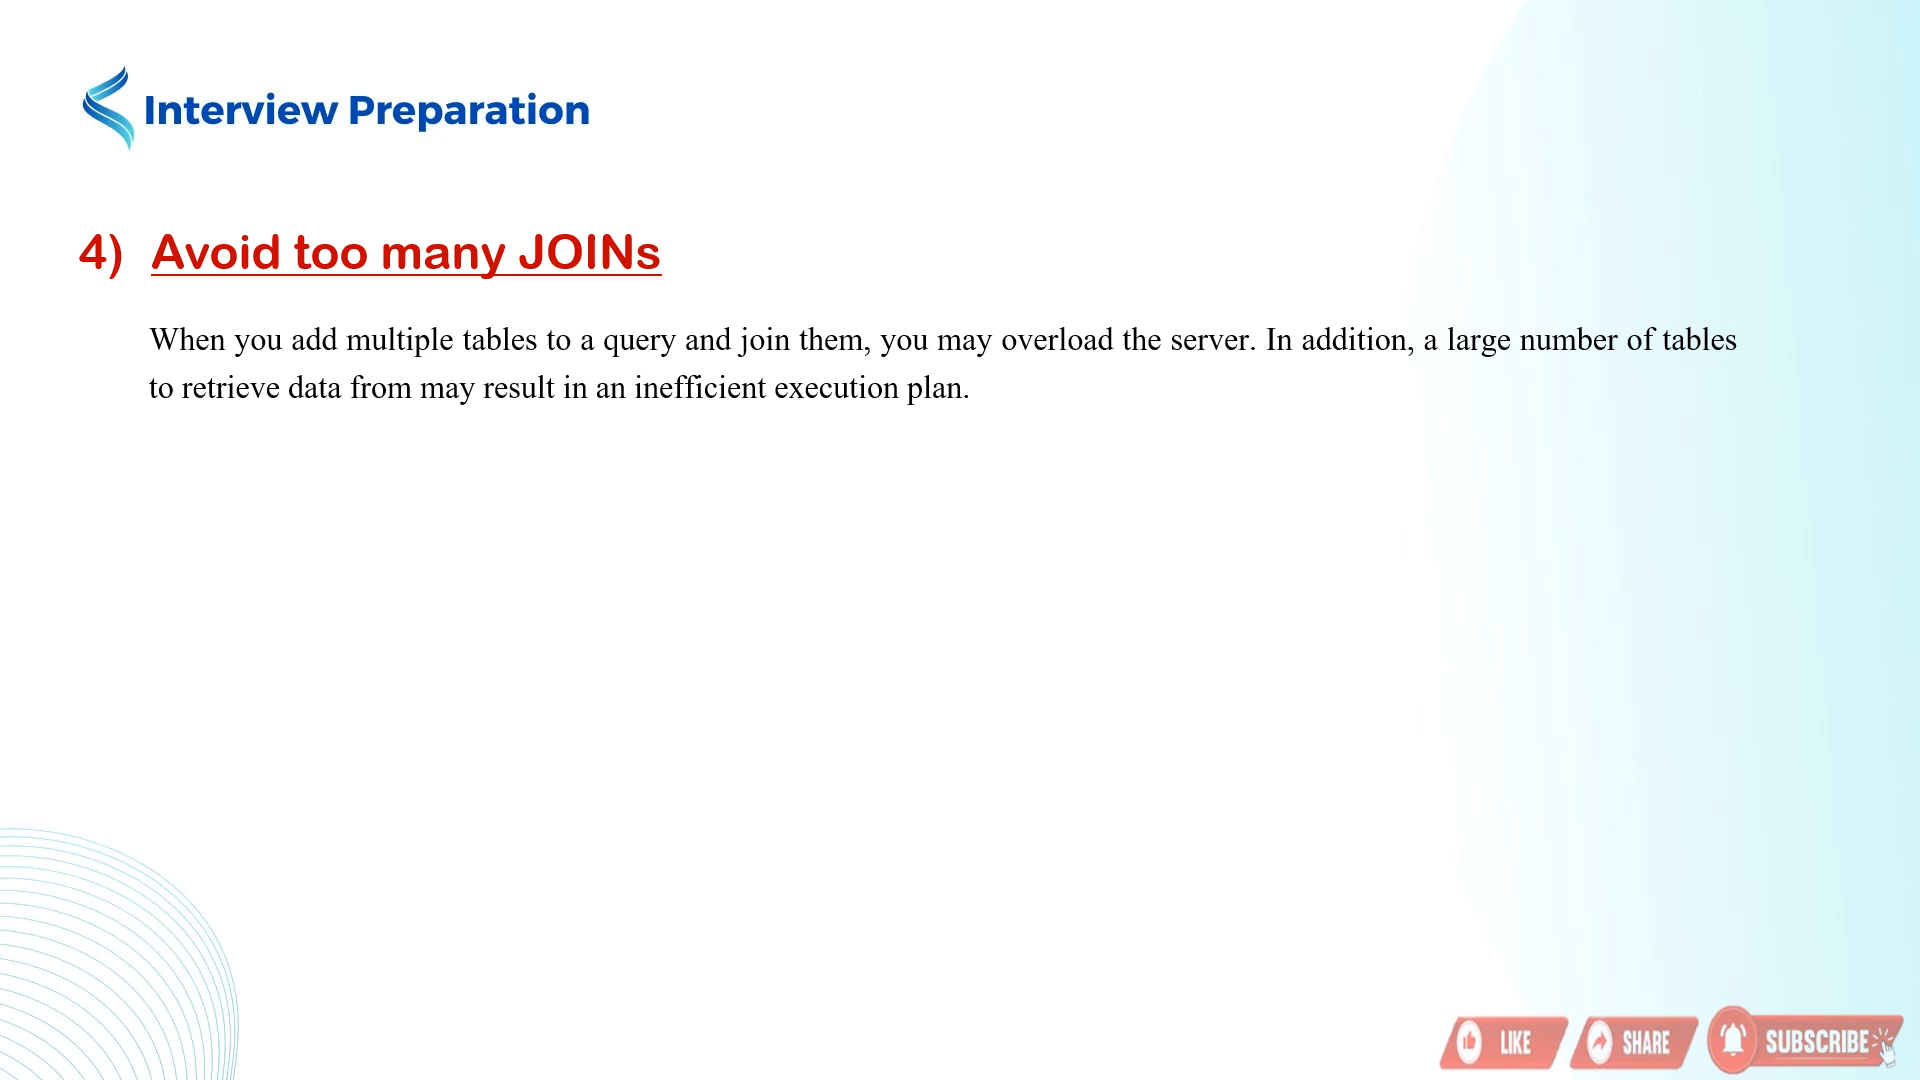 Interview Preparation
4) Avoid too many JOINs
When you add multiple tables to a query and join them, you may overload the server. In addition, a large number of tables
to retrieve data from may result in an inefficient execution plan.
LIKE SHARE SUBSCRIBE